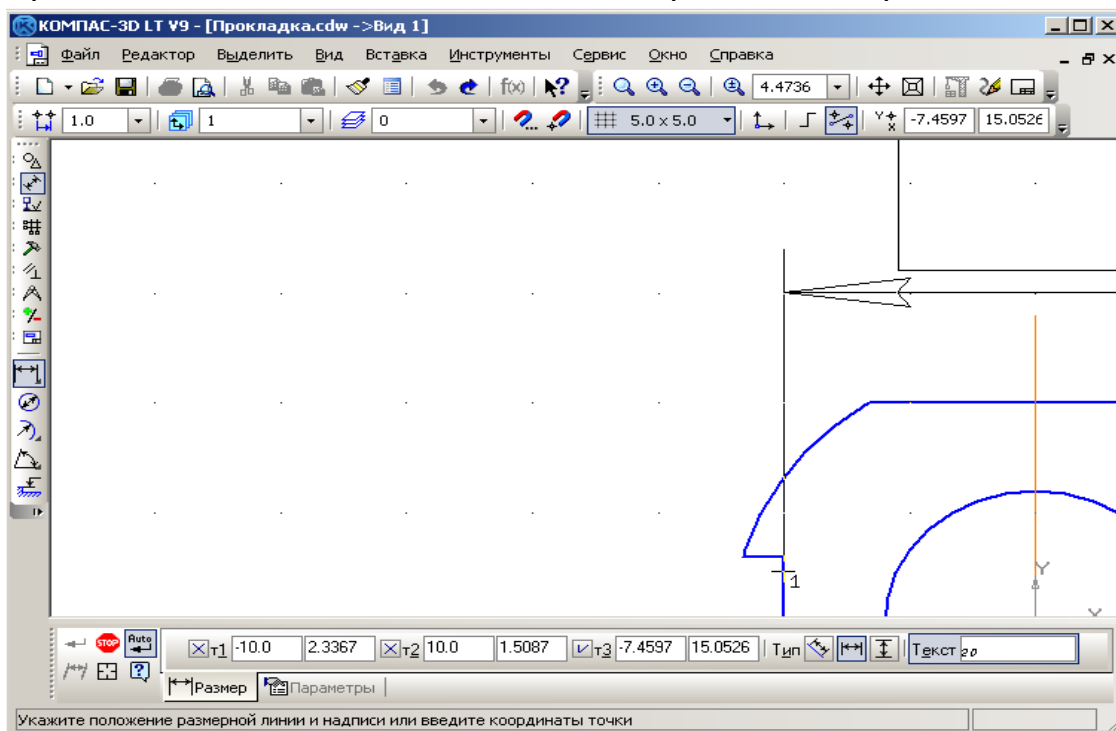 КОМПАС-3D LT V9 - [Прокладка.cdw ->Вид 1]
Файл Редактор Выделить Вид Вставка Инструменты Сервис Окно Справка
f(x) ? 4.4736
1.0 1 0 5.0 x 5.0 Y X -7.4597 15.0526
1
Y
STOP Auto т1 -10.0 2.3367 т2 10.0 1.5087 т3 -7.4597 15.0526 Тип Текст 20
Размер Параметры
Укажите положение размерной линии и надписи или введите координаты точки